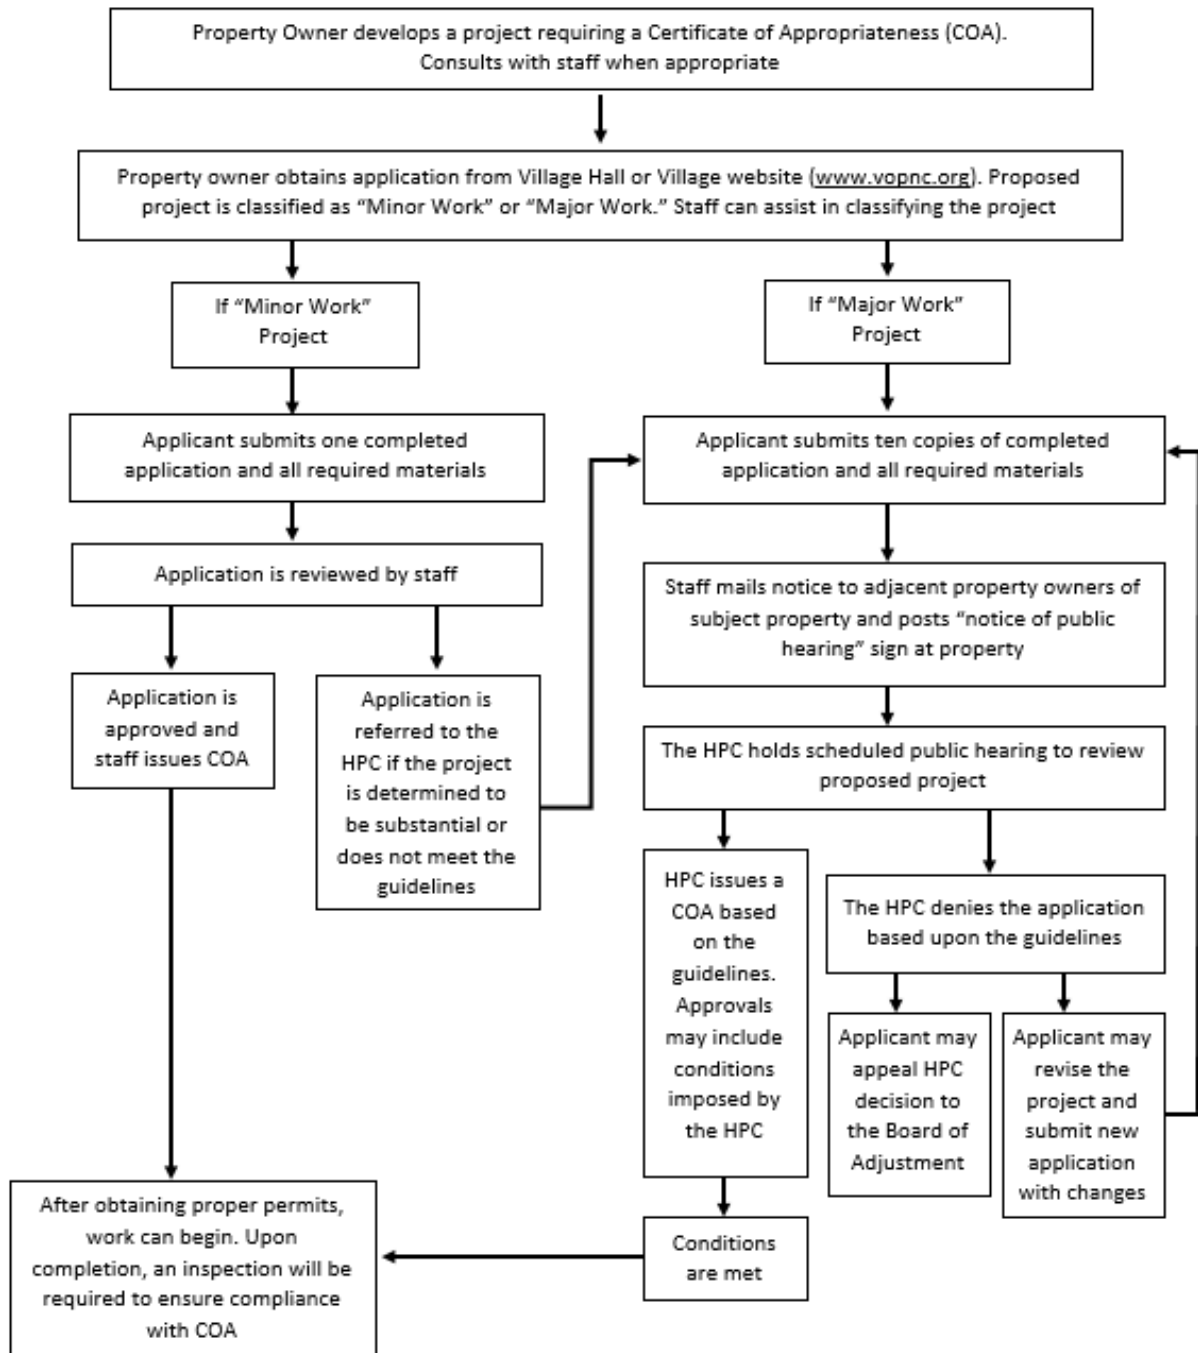 Property Owner develops a project requiring a Certificate of Appropriateness (COA).
Consults with staff when appropriate
Property owner obtains application from Village Hall or Village website (www.vopnc.org). Proposed
project is classified as “Minor Work” or “Major Work.” Staff can assist in classifying the project
If “Minor Work”
Project
If “Major Work”
Project
Applicant submits one completed
application and all required materials
Applicant submits ten copies of completed
application and all required materials
Application is reviewed by staff
Staff mails notice to adjacent property owners of
subject property and posts “notice of public
hearing” sign at property
Application is
approved and
staff issues COA
Application is
referred to the
HPC if the project
is determined to
be substantial or
does not meet the
guidelines
The HPC holds scheduled public hearing to review
proposed project
HPC issues a
COA based
on the
guidelines.
Approvals
may include
conditions
imposed by
the HPC
The HPC denies the application
based upon the guidelines
Applicant may
appeal HPC
decision to
the Board of
Adjustment
Applicant may
revise the
project and
submit new
application
with changes
After obtaining proper permits,
work can begin. Upon
completion, an inspection will be
required to ensure compliance
with COA
Conditions
are met